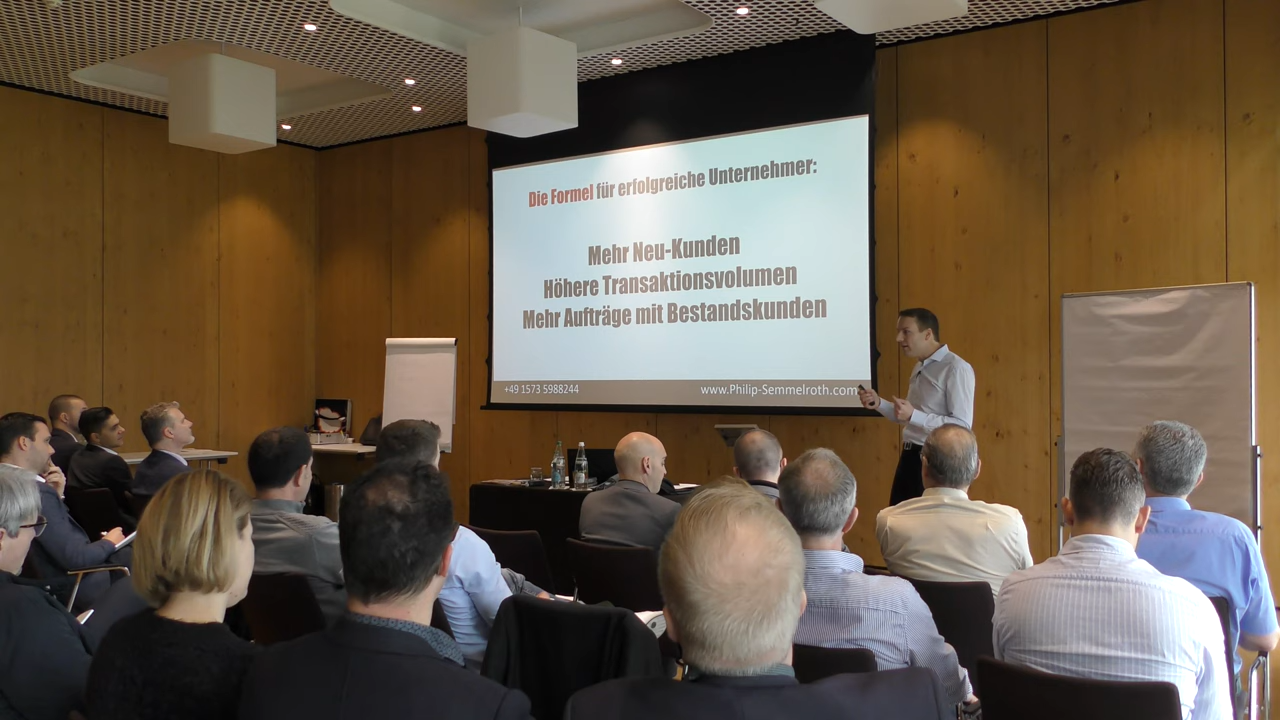 Die Formel für erfolgreiche Unternehmer:
Mehr Neu-Kunden
Höhere Transaktionsvolumen
Mehr Aufträge mit Bestandskunden
+49 1573 5988244
www.Philip-Semmelroth.com